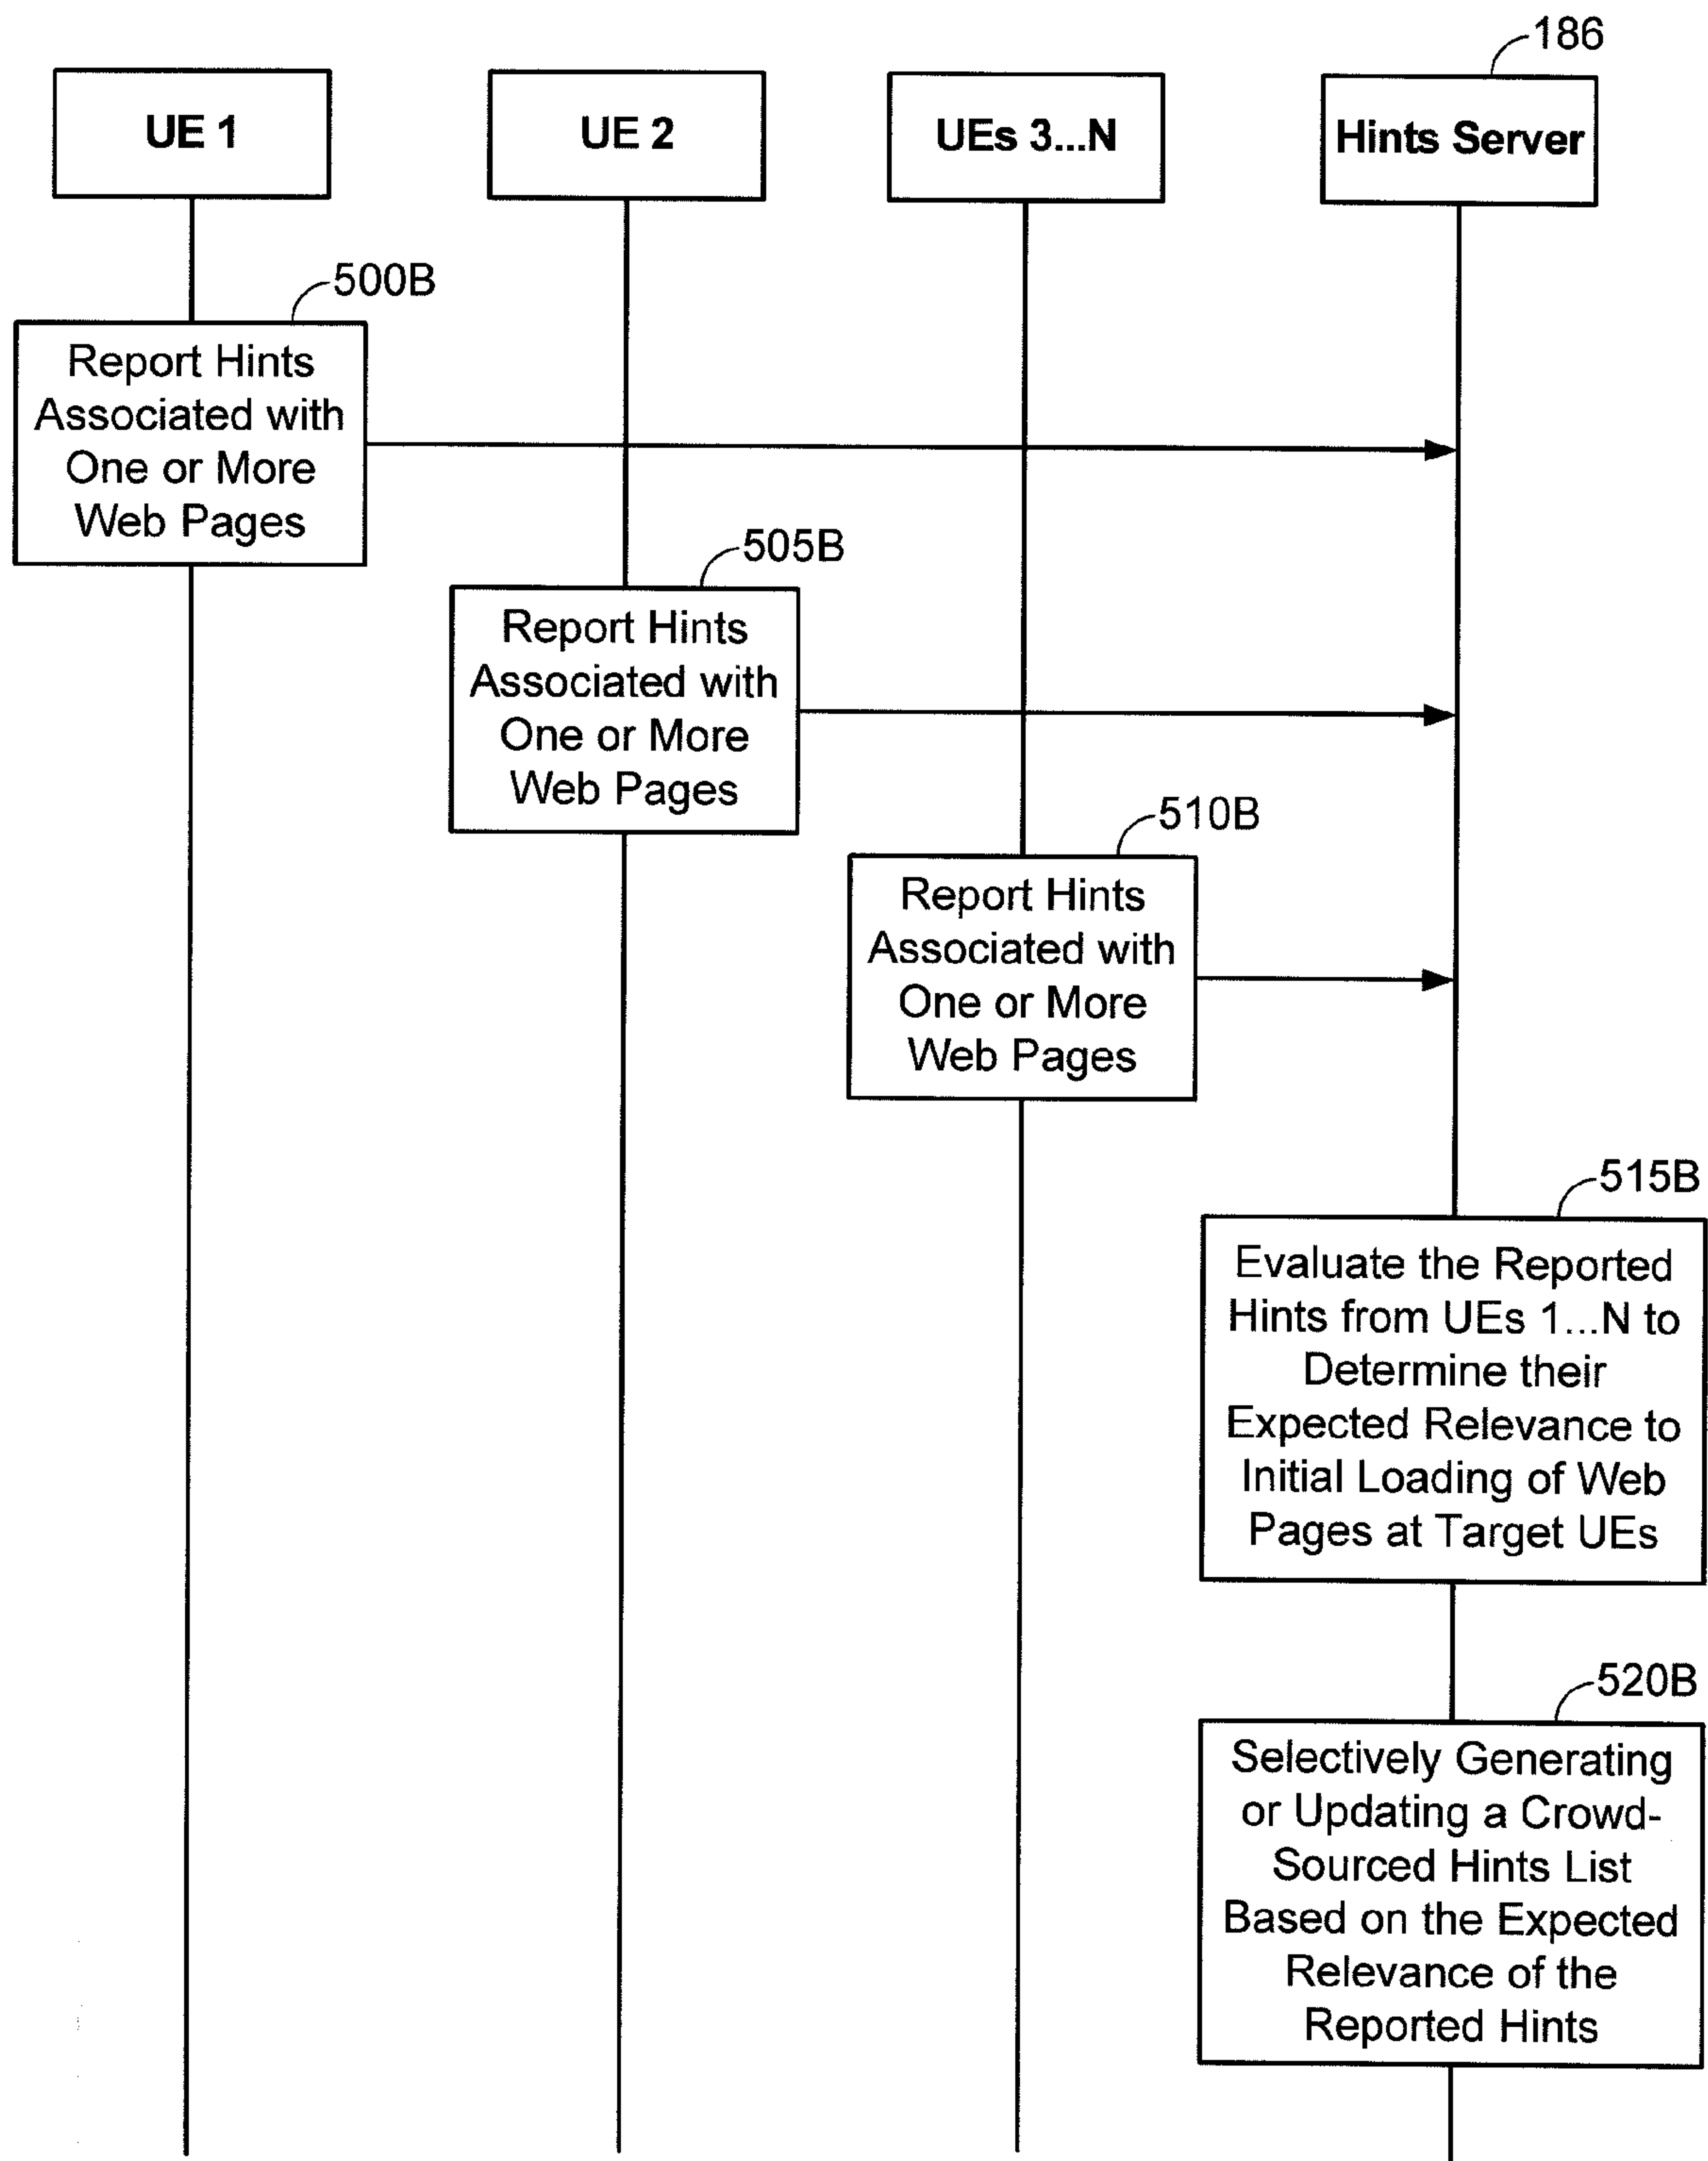 186
UE 1
UE 2
UEs 3...N
Hints Server
500B
Report Hints
Associated with
One or More
Web Pages
505B
Report Hints
Associated with
One or More
Web Pages
510B
Report Hints
Associated with
One or More
Web Pages
515B
Evaluate the Reported
Hints from UEs 1...N to
Determine their
Expected Relevance to
Initial Loading of Web
Pages at Target UEs
520B
Selectively Generating
or Updating a Crowd-
Sourced Hints List
Based on the Expected
Relevance of the
Reported Hints